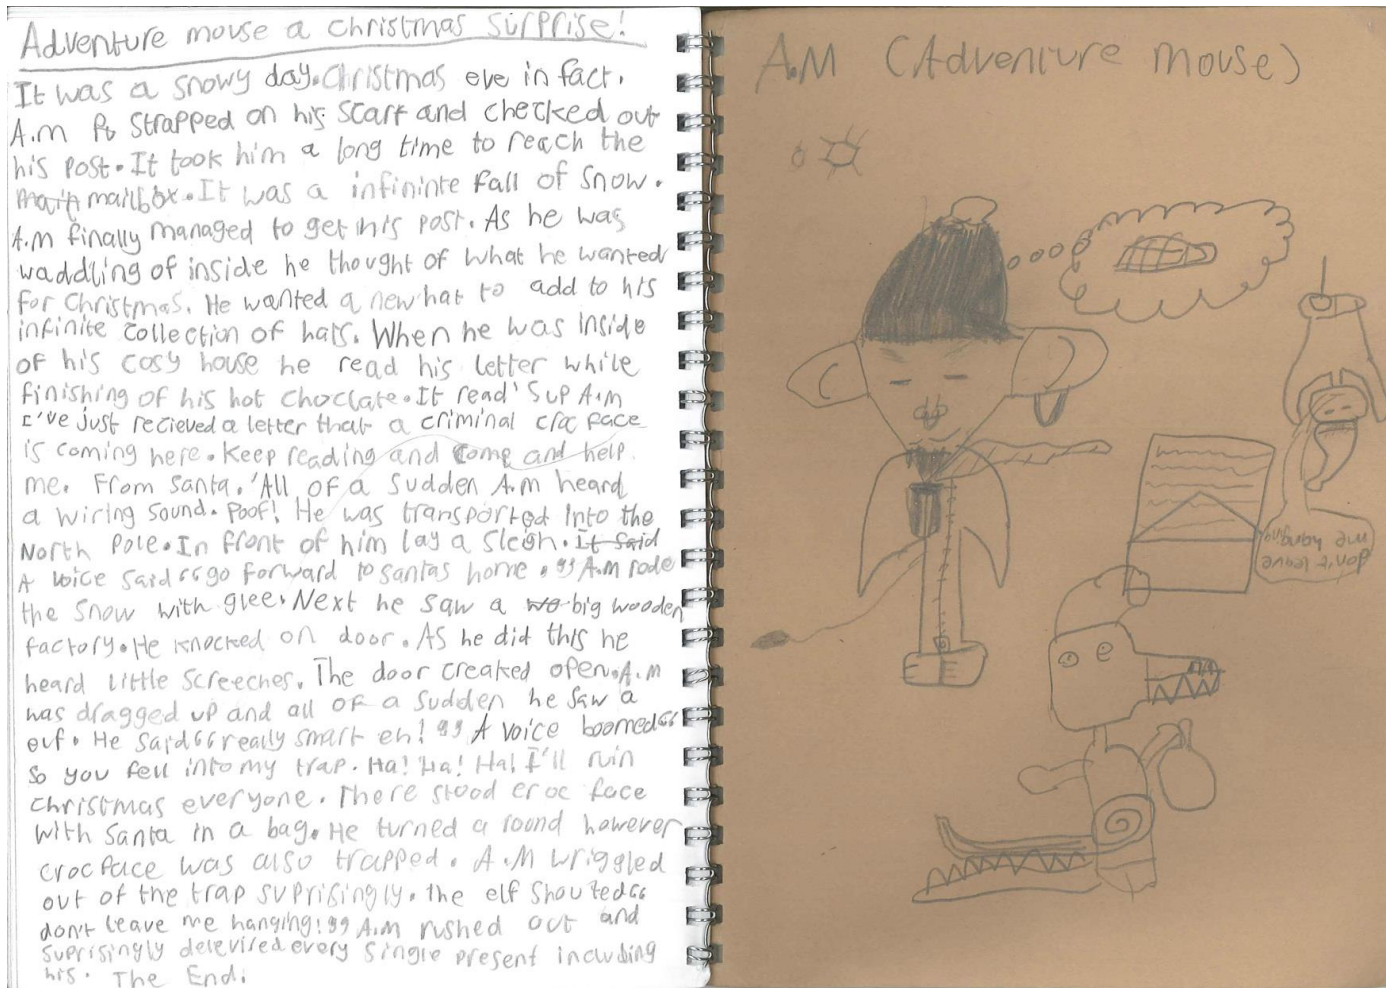 Adventure mouse a christmas surprise!
It was a snowy day. Christmas eve in fact.
A.m strapped on his scarf and checked out
his post. It took him a long time to reach the
mailbox. It was a infininte fall of snow.
A.m finally managed to get his post. As he was
waddling of inside he thought of what he wanted
for Christmas. He wanted a new hat to add to his
infinite collection of hats. When he was inside
of his cosy house he read his letter while
finishing of his hot choclate. It read 'Sup A.m
I've just recieved a letter that a criminal croc face
is coming here. Keep reading and come and help
me. From Santa.' All of a sudden A.m heard
a wiring sound. Poof! He was transported into the
North Pole. In front of him lay a sleigh. It said
A voice said "go forward to santas home." A.m rode
the snow with glee. Next he saw a big wooden
factory. He knocked on door. As he did this he
heard little screeches. The door creaked open. A.m
was dragged up and all of a sudden he saw a
elf. He said "really smart eh!" A voice boomed "
so you fell into my trap. Ha! Ha! Ha! I'll ruin
christmas everyone. There stood croc face
with Santa in a bag. He turned a round however
crocface was also trapped. A.M wriggled
out of the trap suprisingly. The elf shouted "
don't leave me hanging!" A.m rushed out and
suprisingly delevired every single present including
his. The End.
A.M (Adventure mouse)
don't leave
me hanging